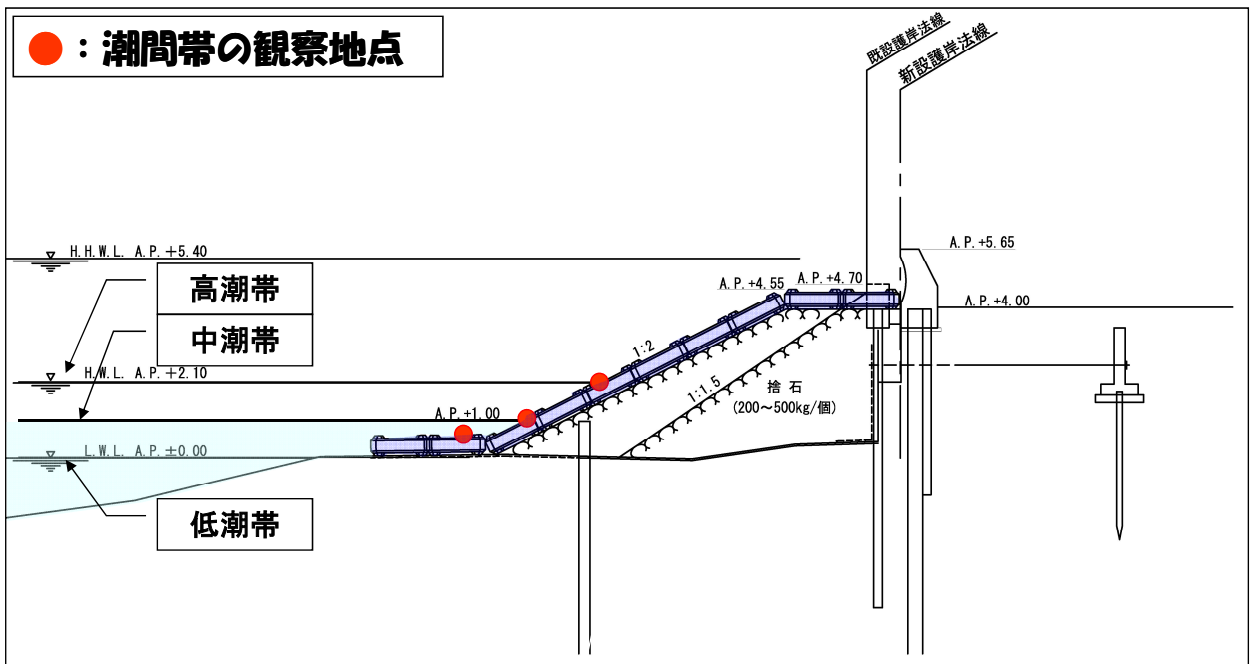 ●：潮間帯の観察地点
既設護岸法線
新設護岸法線
H.H.W.L. A.P.＋5.40
A.P.+5.65
高潮帯
A.P.+4.55
A.P.+4.70
A.P.+4.00
中潮帯
1:2
H.W.L. A.P.＋2.10
1:1.5
捨石
(200～500kg/個)
A.P.+1.00
L.W.L. A.P.±0.00
低潮帯